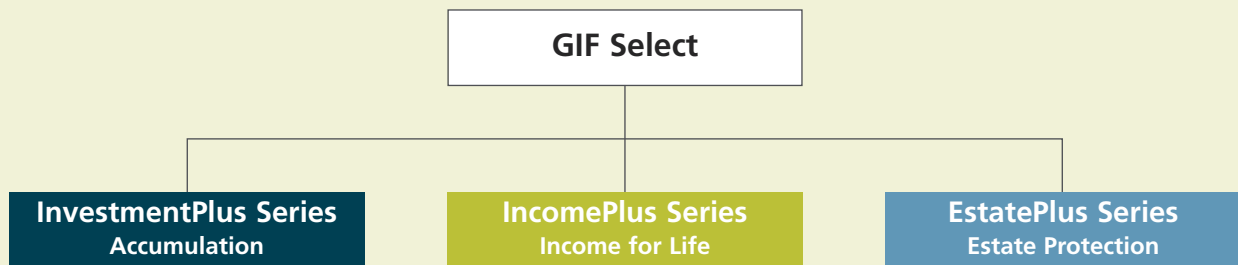 GIF Select
InvestmentPlus Series
Accumulation
IncomePlus Series
Income for Life
EstatePlus Series
Estate Protection